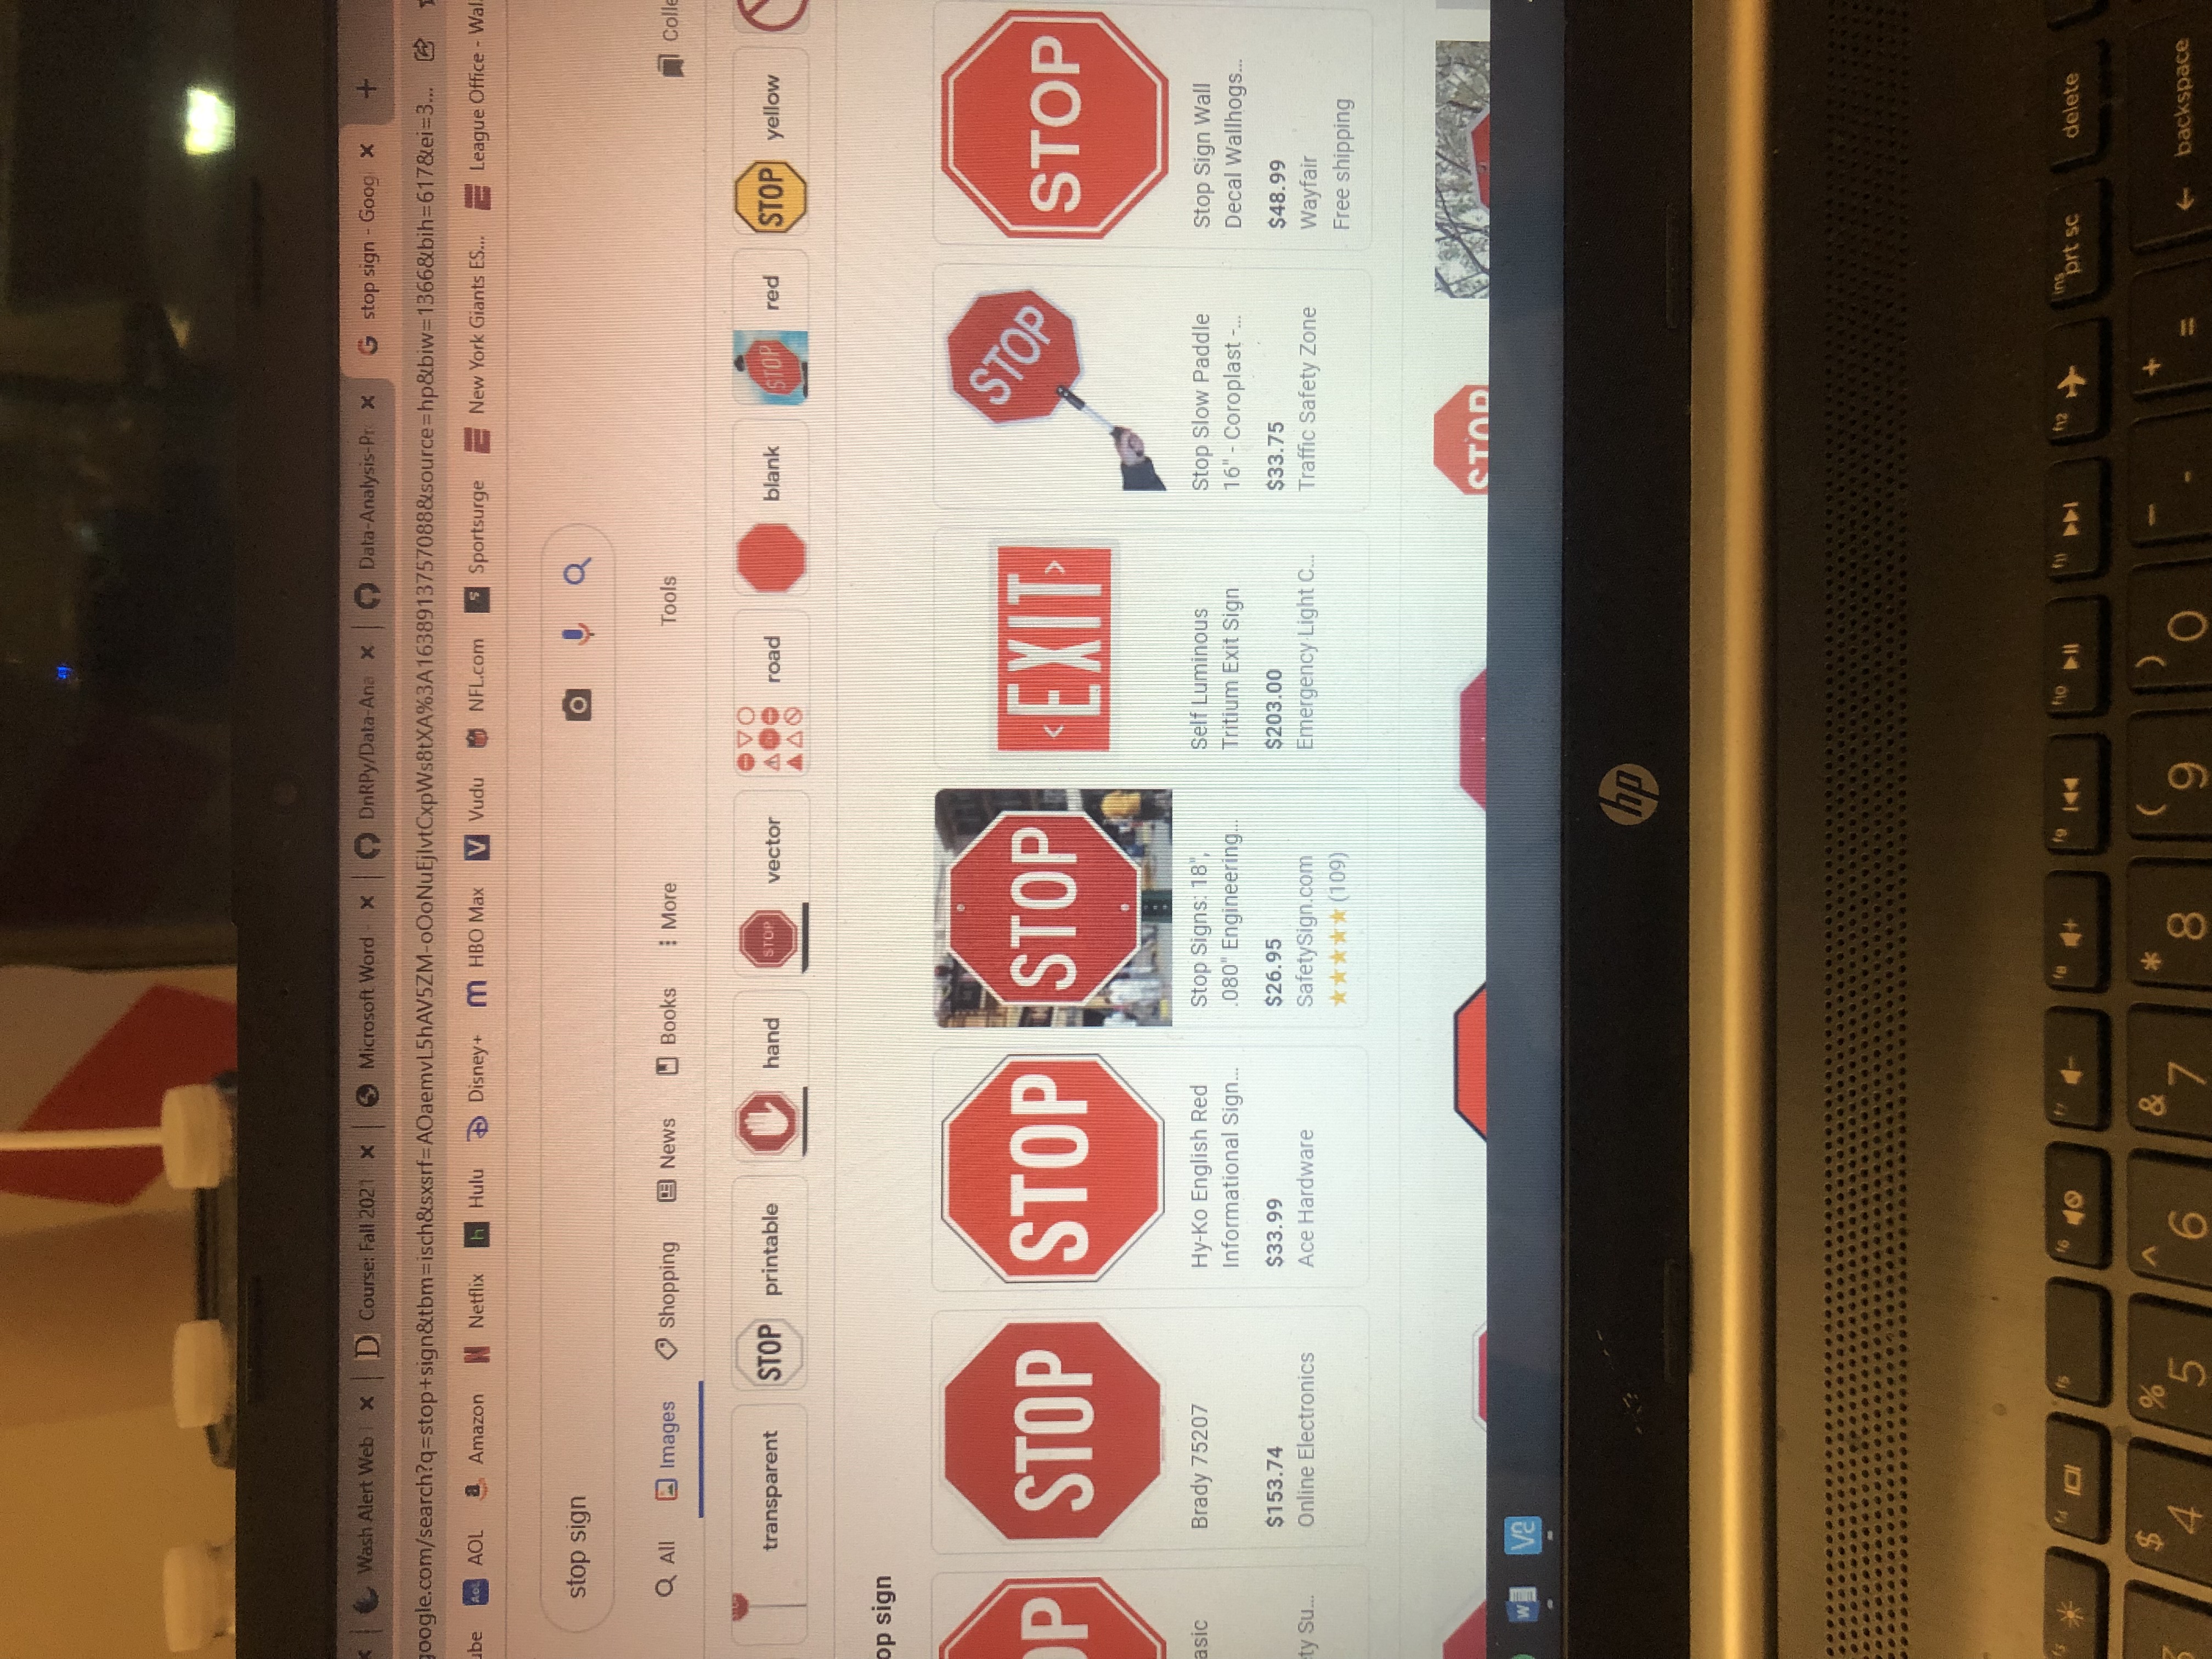 Wash Alert Web
Course: Fall 2021
Microsoft Word
DnRPy/Data-Ana
Data-Analysis-Pr
stop sign - Goog
google.com/search?q=stop+sign&tbm=isch&sxsrf=AOaemvL5hAV5ZM-oOoNuEjlvtCxpWs8tXA%3A1638913757088&source=hp&biw=1366&bih=617&ei=3...
ube AOL AOL Amazon Netflix Hulu Disney+ HBO Max Vudu NFL.com Sportsurge New York Giants ES... League Office - Wal
stop sign
All Images Shopping News Books More Tools Colle
transparent STOP printable hand STOP vector road blank STOP red STOP yellow
op sign
OP
STOP
STOP
STOP
<EXIT>
STOP
STOP
asic
ty Su...
Brady 75207
$153.74
Online Electronics
Hy-Ko English Red
Informational Sign...
$33.99
Ace Hardware
Stop Signs: 18",
.080" Engineering...
$26.95
SafetySign.com
(109)
Self Luminous
Tritium Exit Sign
$203.00
Emergency Light C...
Stop Slow Paddle
16" - Coroplast -...
$33.75
Traffic Safety Zone
Stop Sign Wall
Decal Wallhogs...
$48.99
Wayfair
Free shipping
STOP
W
hp
f3 f4 f5 f6 f7 f8 f9 f10 f11 f12 ins prt sc delete
$ 4 % 5 ^ 6 & 7 * 8 ( 9 ) 0 - + = backspace